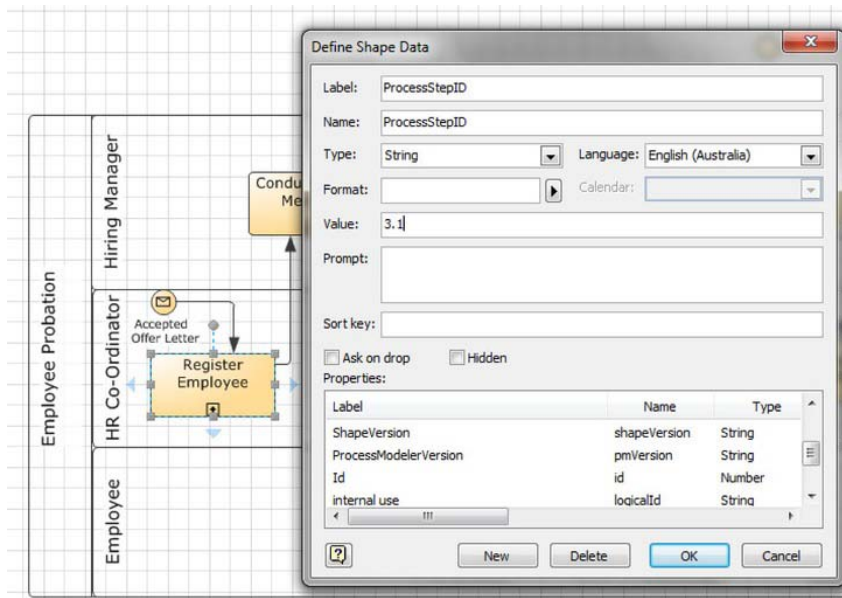 Employee Probation
Hiring Manager
HR Co-Ordinator
Employee
Accepted
Offer Letter
Register
Employee
Define Shape Data
Label: ProcessStepID
Name: ProcessStepID
Type: String Language: English (Australia)
Format: Calendar:
Value: 3.1
Prompt:
Sort key:
Ask on drop Hidden
Properties:
Label Name Type
ShapeVersion shapeVersion String
ProcessModelerVersion pmVersion String
Id id Number
internal use logicalId String
New Delete OK Cancel